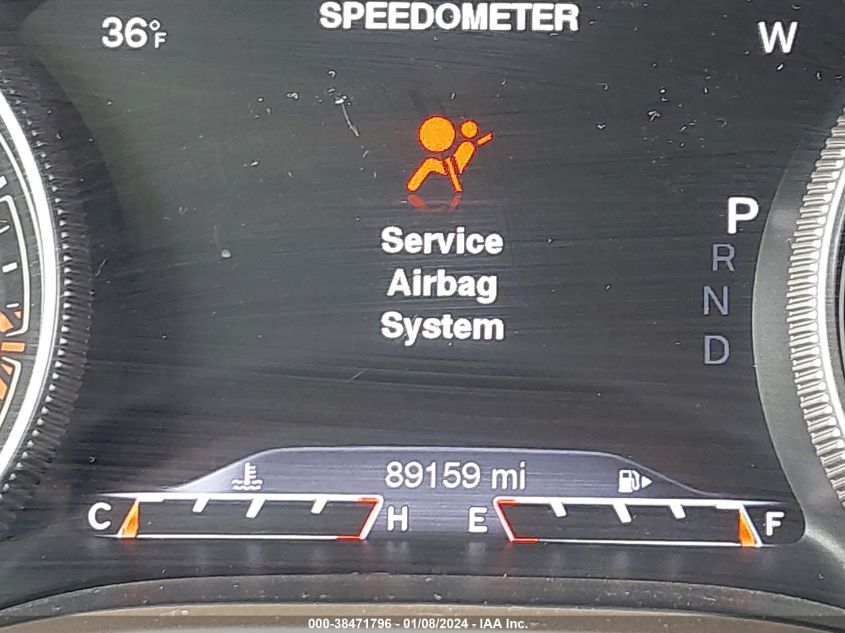 36°F
SPEEDOMETER
W
Service
Airbag
System
P
R
N
D
89159 mi
C H E F
000-38471796 - 01/08/2024 - IAA Inc.